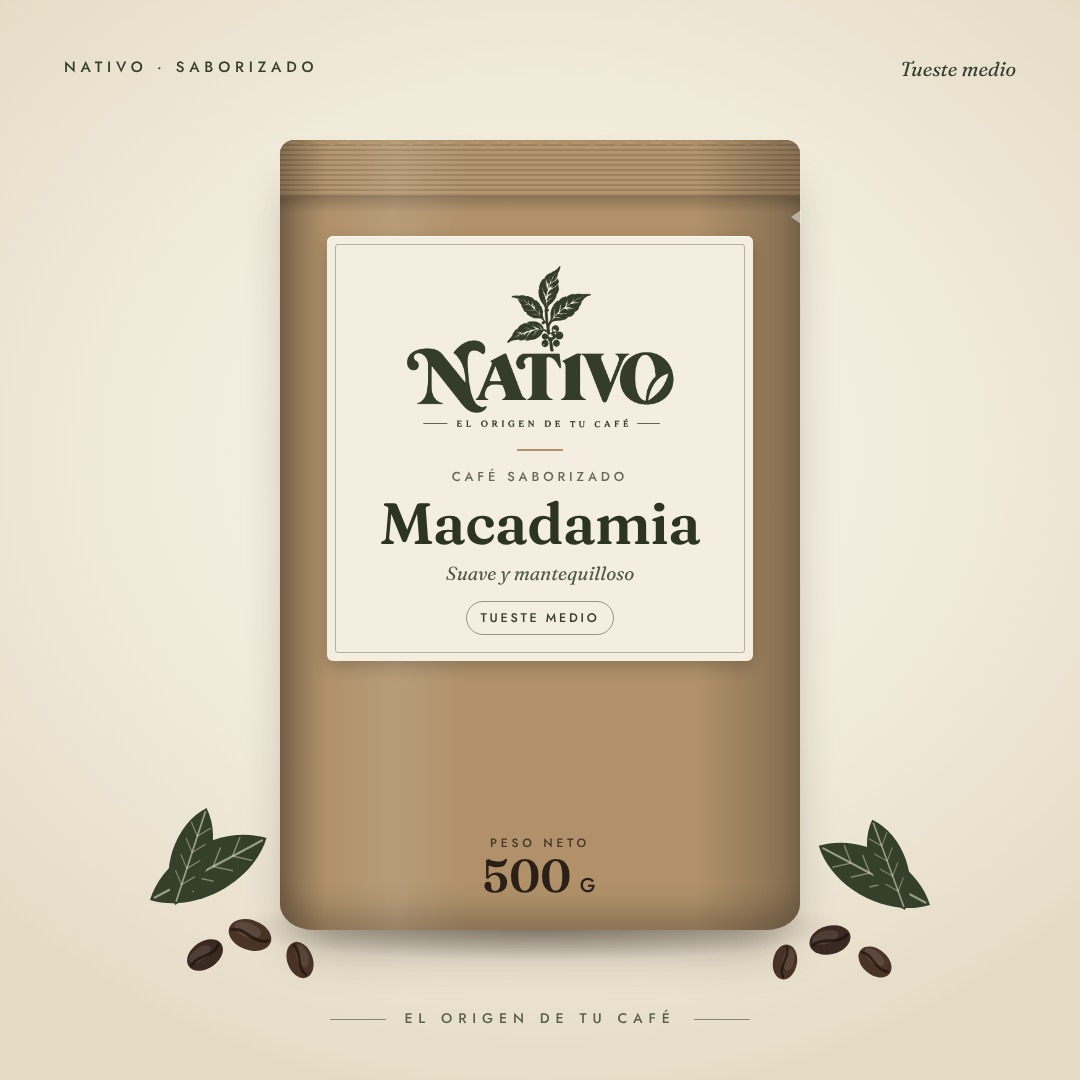 NATIVO · SABORIZADO
Tueste medio
NATIVO
EL ORIGEN DE TU CAFÉ
CAFÉ SABORIZADO
Macadamia
Suave y mantequilloso
TUESTE MEDIO
PESO NETO
500 G
EL ORIGEN DE TU CAFÉ